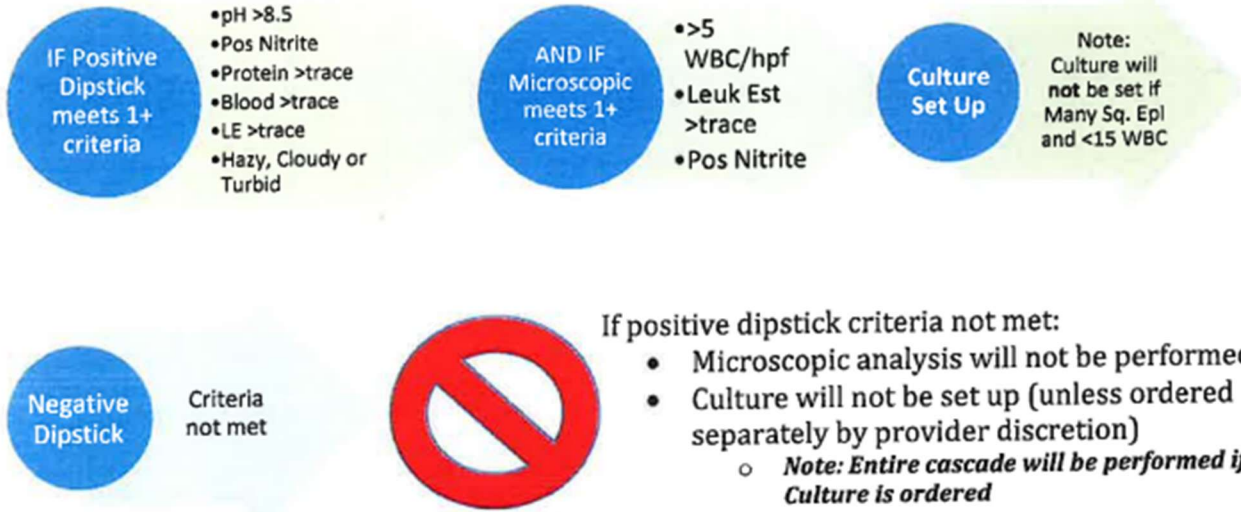 IF Positive
Dipstick
meets 1+
criteria
•pH >8.5
•Pos Nitrite
•Protein >trace
•Blood >trace
•LE >trace
•Hazy, Cloudy or
Turbid
AND IF
Microscopic
meets 1+
criteria
•>5
WBC/hpf
•Leuk Est
>trace
•Pos Nitrite
Culture
Set Up
Note:
Culture will
not be set if
Many Sq. Epl
and <15 WBC
Negative
Dipstick
Criteria
not met
If positive dipstick criteria not met:
• Microscopic analysis will not be performed
• Culture will not be set up (unless ordered
separately by provider discretion)
o Note: Entire cascade will be performed if
Culture is ordered